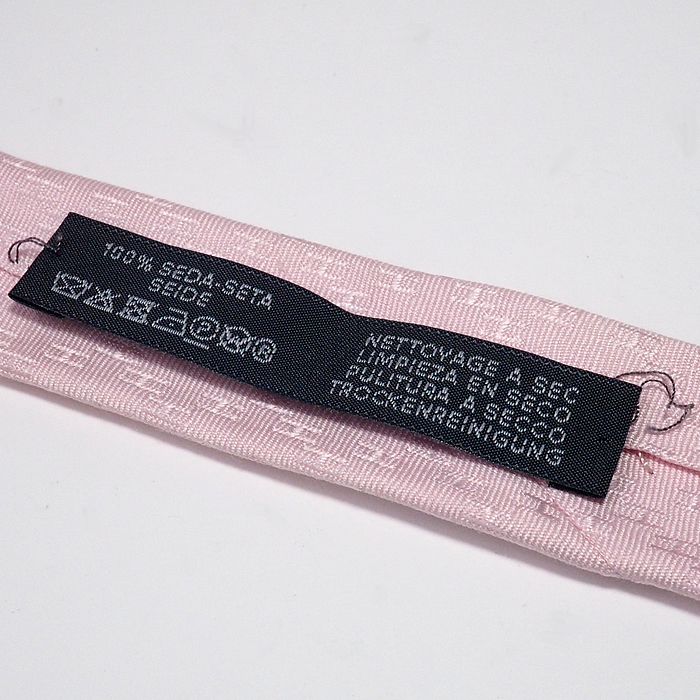 100% SEDA-SETA
SEIDE
NETTOYAGE A SEC
LIMPIEZA EN SECO
PULITURA A SECCO
TROCKENREINIGUNG